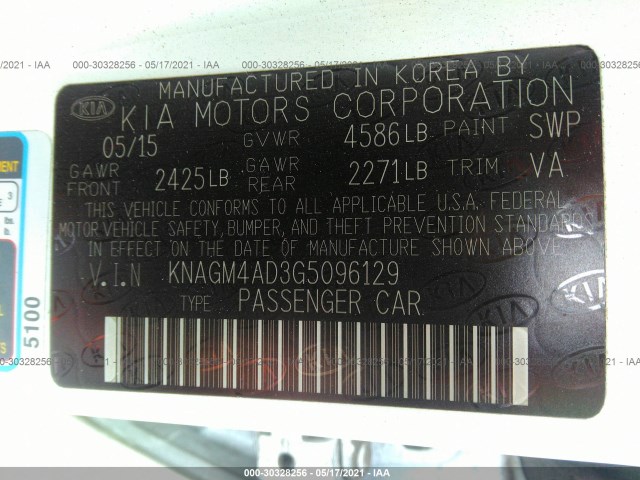 000-30328256 - 05/17/2021 - IAA
MANUFACTURED IN KOREA BY
KIA
KIA MOTORS CORPORATION
05/15 GVWR 4586LB PAINT SWP
GAWR FRONT 2425LB GAWR REAR 2271LB TRIM VA
THIS VEHICLE CONFORMS TO ALL APPLICABLE U.S.A. FEDERAL
MOTOR VEHICLE SAFETY, BUMPER, AND THEFT PREVENTION STANDARDS
IN EFFECT ON THE DATE OF MANUFACTURE SHOWN ABOVE
V.I.N KNAGM4AD3G5096129
TYPE PASSENGER CAR
5100
000-30328256 - 05/17/2021 - IAA
000-30328256 - 05/17/2021 - IAA